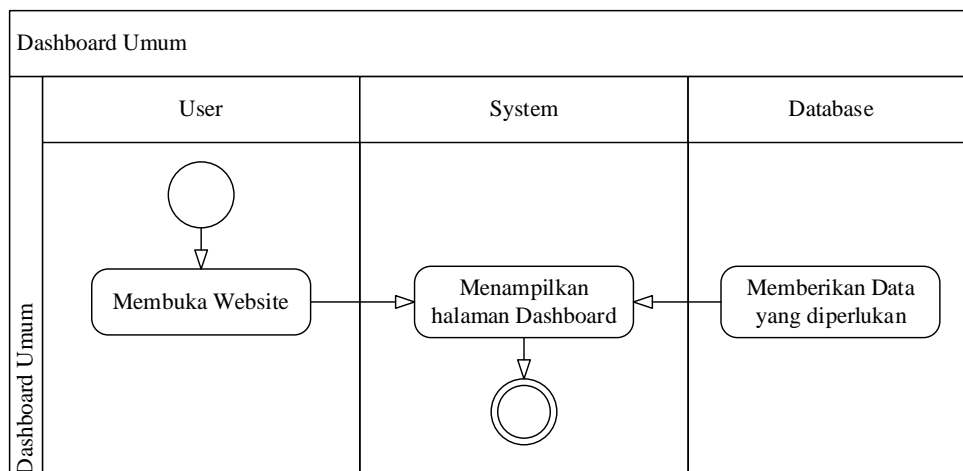 Dashboard Umum
User
System
Database
Membuka Website
Menampilkan
halaman Dashboard
Memberikan Data
yang diperlukan
Dashboard Umum